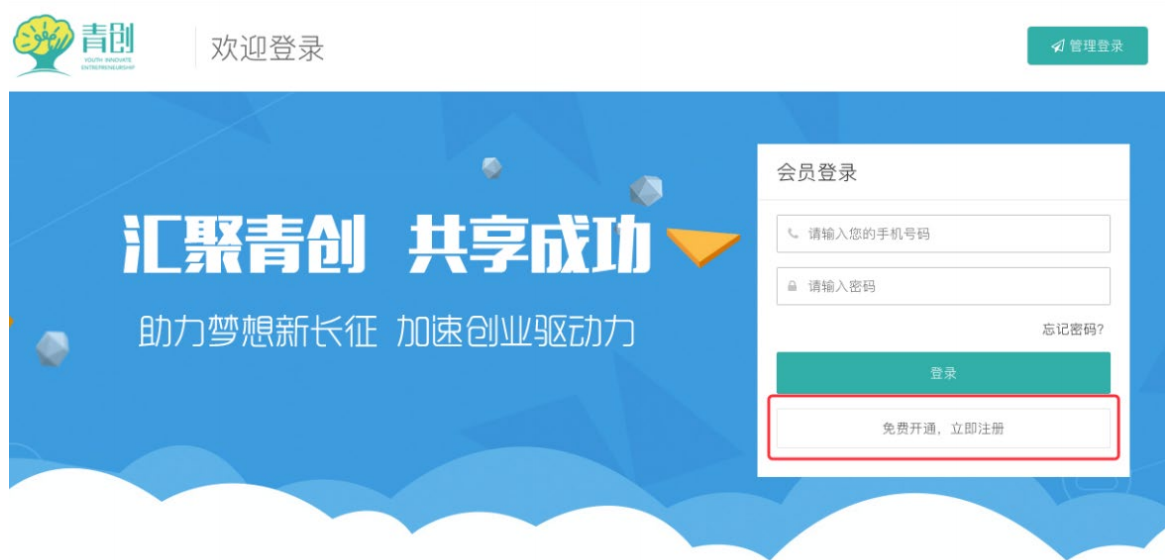 青创
YOUTH INNOVATE
ENTREPRENEURSHIP
欢迎登录
管理登录
会员登录
请输入您的手机号码
汇聚青创 共享成功
请输入密码
助力梦想新长征 加速创业驱动力
忘记密码?
登录
免费开通，立即注册